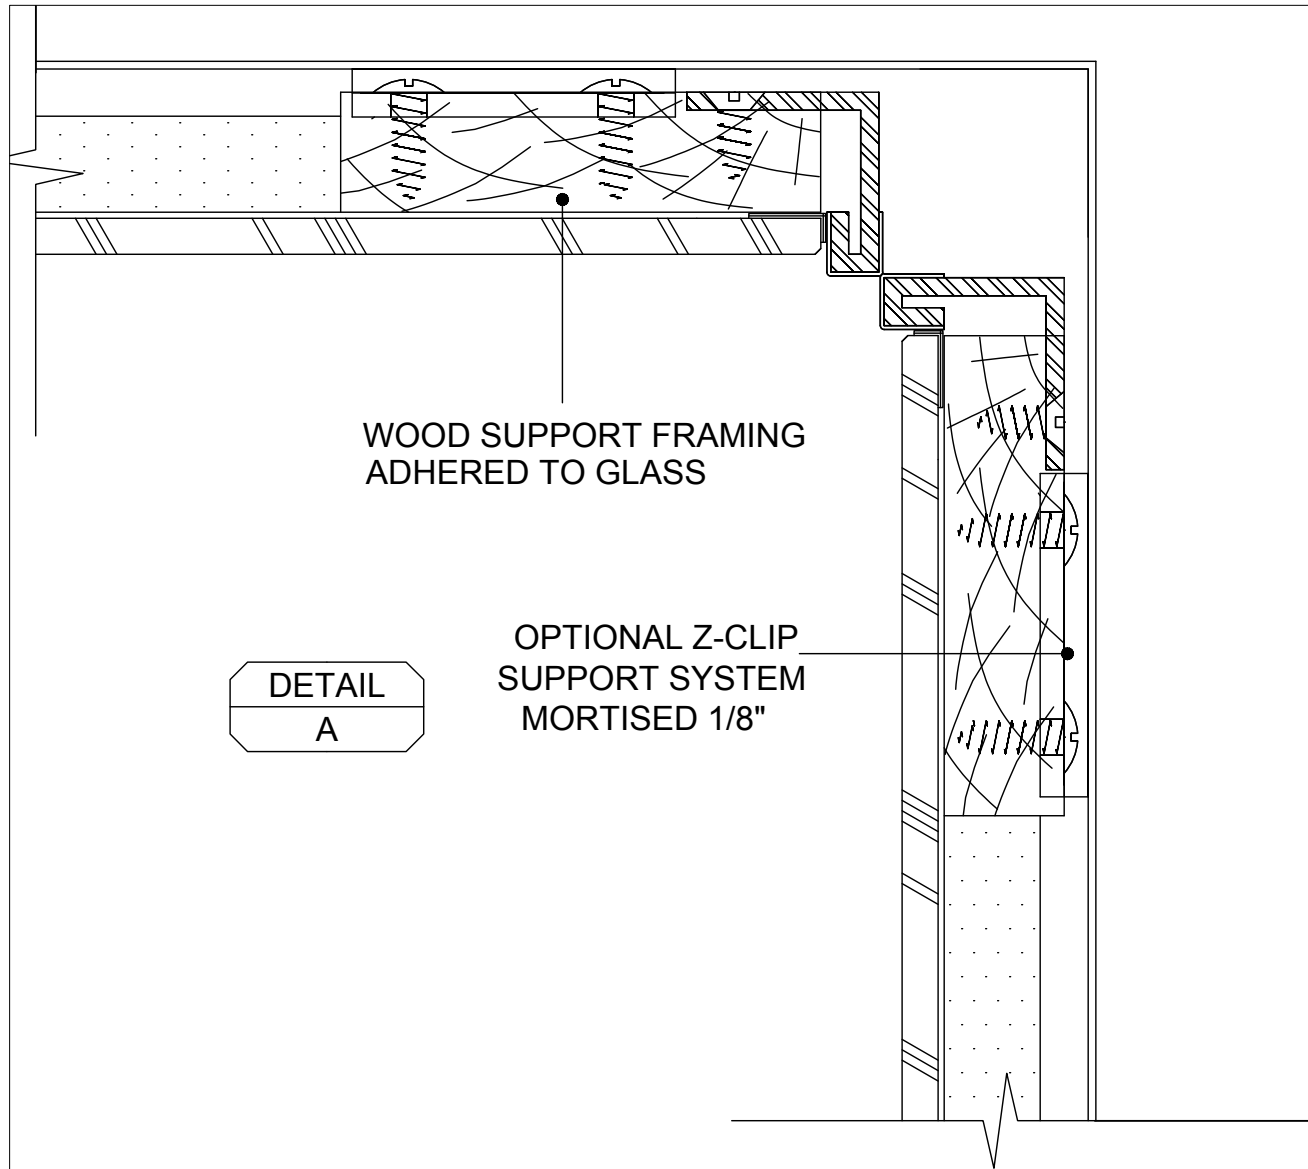 WOOD SUPPORT FRAMING
ADHERED TO GLASS
OPTIONAL Z-CLIP
SUPPORT SYSTEM
MORTISED 1/8"
DETAIL
A